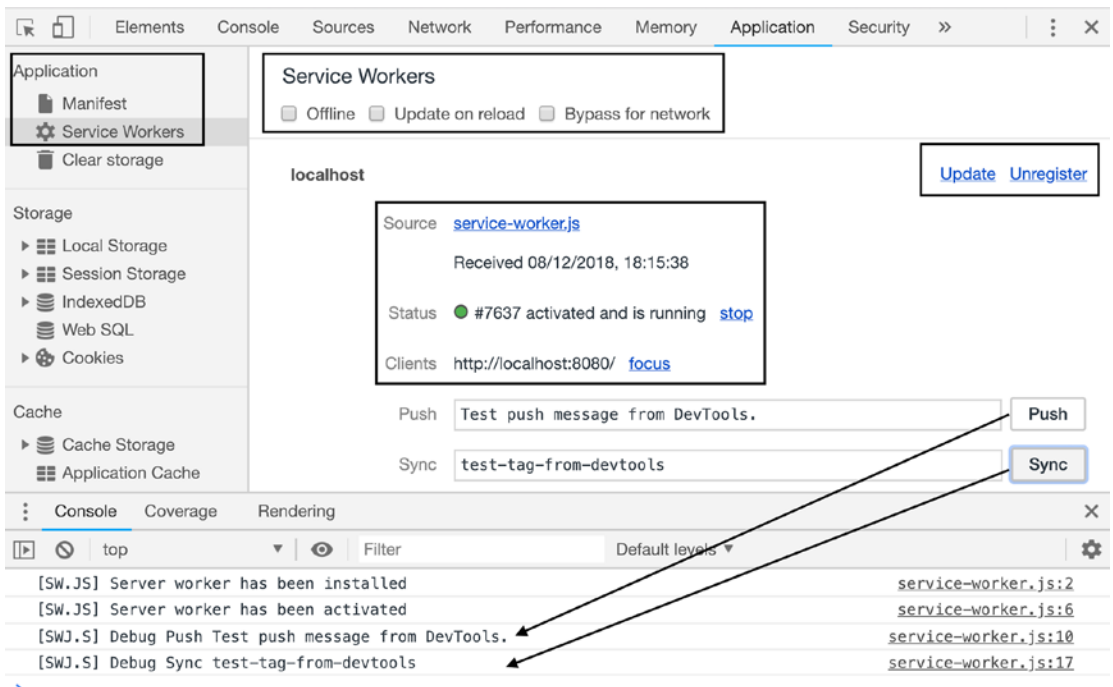 Elements Console Sources Network Performance Memory Application Security »
Application
Manifest
Service Workers
Clear storage
Storage
Local Storage
Session Storage
IndexedDB
Web SQL
Cookies
Cache
Cache Storage
Application Cache
Service Workers
Offline Update on reload Bypass for network
localhost Update Unregister
Source service-worker.js
Received 08/12/2018, 18:15:38
Status #7637 activated and is running stop
Clients http://localhost:8080/ focus
Push Test push message from DevTools. Push
Sync test-tag-from-devtools Sync
Console Coverage Rendering
top Filter Default levels
[SW.JS] Server worker has been installed service-worker.js:2
[SW.JS] Server worker has been activated service-worker.js:6
[SWJ.S] Debug Push Test push message from DevTools. service-worker.js:10
[SWJ.S] Debug Sync test-tag-from-devtools service-worker.js:17